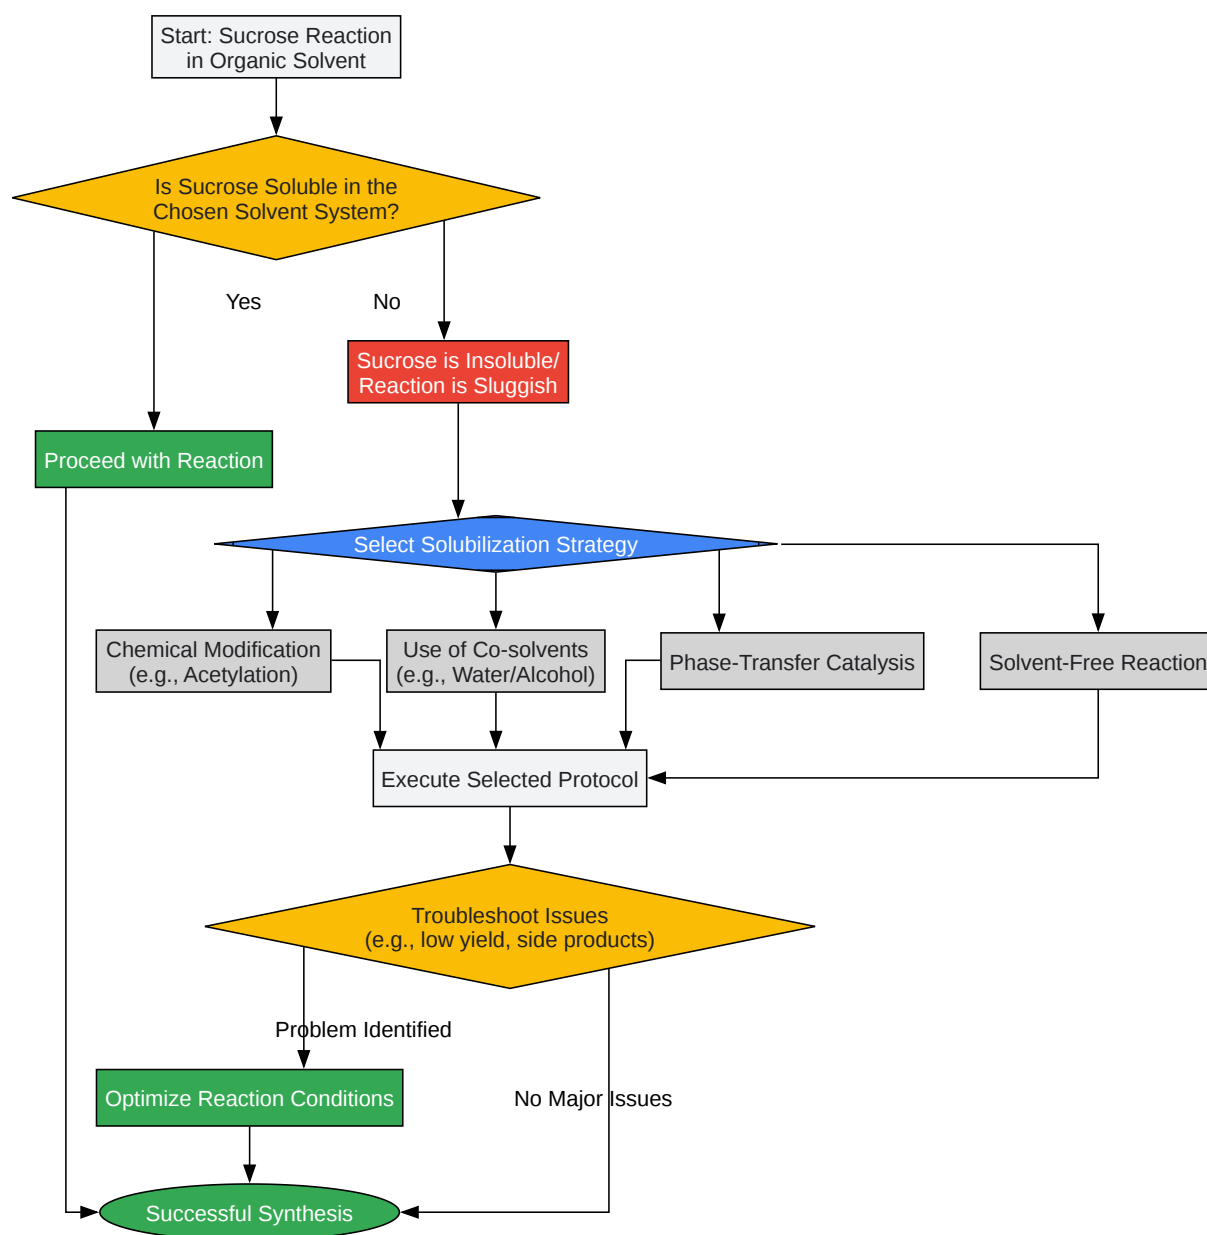 Start: Sucrose Reaction
in Organic Solvent
Is Sucrose Soluble in the
Chosen Solvent System?
Yes
No
Sucrose is Insoluble/
Reaction is Sluggish
Proceed with Reaction
Select Solubilization Strategy
Chemical Modification
(e.g., Acetylation)
Use of Co-solvents
(e.g., Water/Alcohol)
Phase-Transfer Catalysis
Solvent-Free Reaction
Execute Selected Protocol
Troubleshoot Issues
(e.g., low yield, side products)
Problem Identified
Optimize Reaction Conditions
No Major Issues
Successful Synthesis